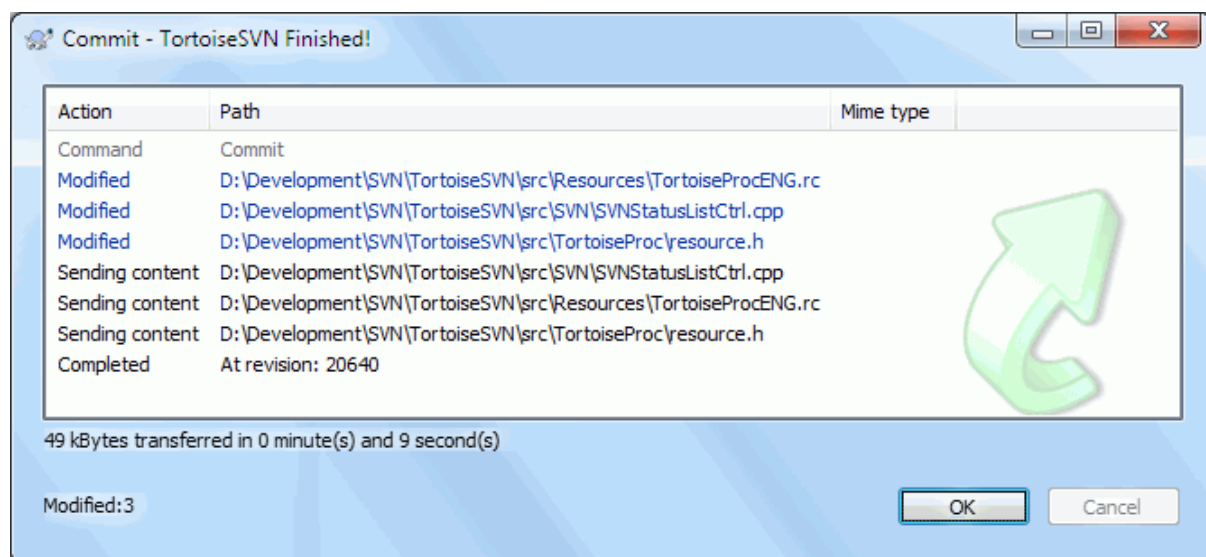 Commit - TortoiseSVN Finished!
Action Path Mime type
Command Commit
Modified D:\Development\SVN\TortoiseSVN\src\Resources\TortoiseProcENG.rc
Modified D:\Development\SVN\TortoiseSVN\src\SVN\SVNStatusListCtrl.cpp
Modified D:\Development\SVN\TortoiseSVN\src\TortoiseProc\resource.h
Sending content D:\Development\SVN\TortoiseSVN\src\SVN\SVNStatusListCtrl.cpp
Sending content D:\Development\SVN\TortoiseSVN\src\Resources\TortoiseProcENG.rc
Sending content D:\Development\SVN\TortoiseSVN\src\TortoiseProc\resource.h
Completed At revision: 20640
49 kBytes transferred in 0 minute(s) and 9 second(s)
Modified:3 OK Cancel